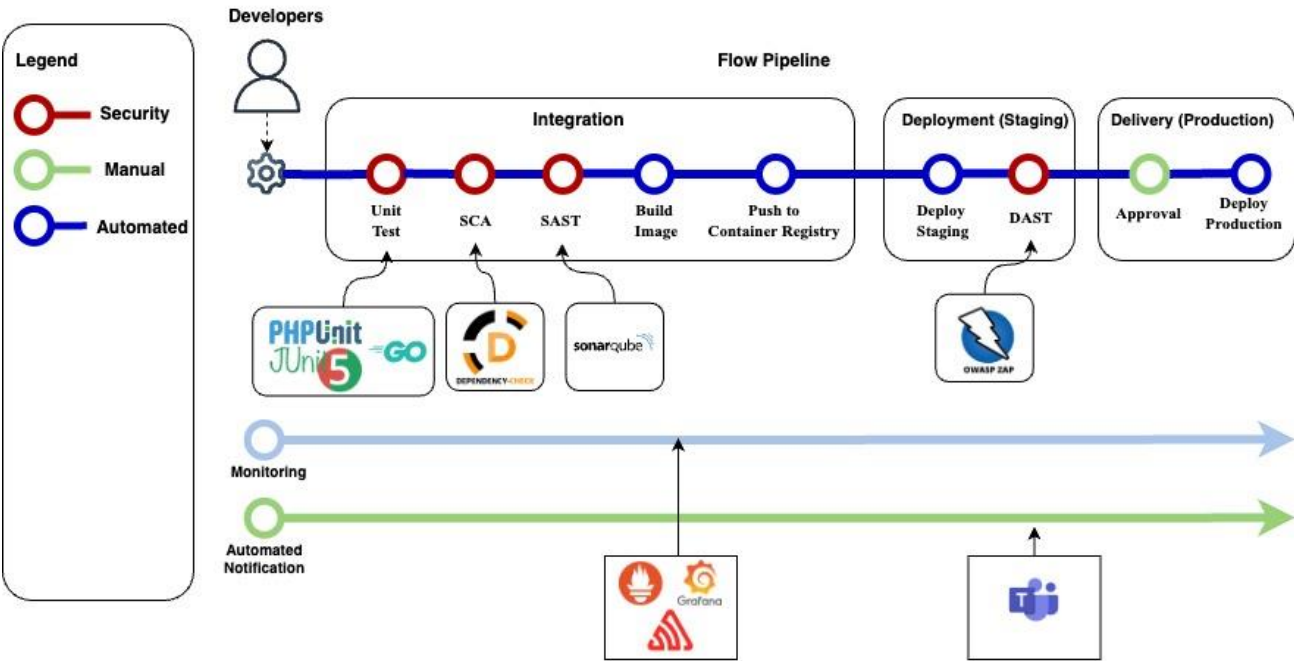 Developers
Legend
Security
Manual
Automated
Flow Pipeline
Integration
Deployment (Staging)
Delivery (Production)
Unit
Test
SCA
SAST
Build
Image
Push to
Container Registry
Deploy
Staging
DAST
Approval
Deploy
Production
PHPUnit
JUnit
5
GO
D
DEPENDENCY-CHECK
sonarqube
OWASP ZAP
Monitoring
Automated
Notification
Grafana
T